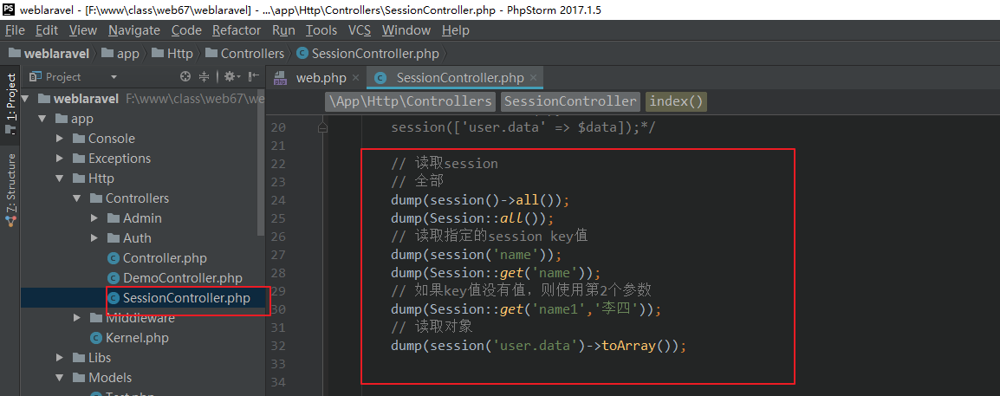 PS weblaravel - [F:\www\class\web67\weblaravel] - ...\app\Http\Controllers\SessionController.php - PhpStorm 2017.1.5
File Edit View Navigate Code Refactor Run Tools VCS Window Help
weblaravel app Http Controllers SessionController.php
1: Project
7: Structure
Project
weblaravel F:\www\class\web67\we
app
Console
Exceptions
Http
Controllers
Admin
Auth
Controller.php
DemoController.php
SessionController.php
Middleware
Kernel.php
Libs
Models
Test.php
web.php SessionController.php
\App\Http\Controllers SessionController index()
20 session(['user.data' => $data]);*/
21
22 // 读取session
23 // 全部
24 dump(session()->all());
25 dump(Session::all());
26 // 读取指定的session key值
27 dump(session('name'));
28 dump(Session::get('name'));
29 // 如果key值没有值，则使用第2个参数
30 dump(Session::get('name1','李四'));
31 // 读取对象
32 dump(session('user.data')->toArray());
33
34